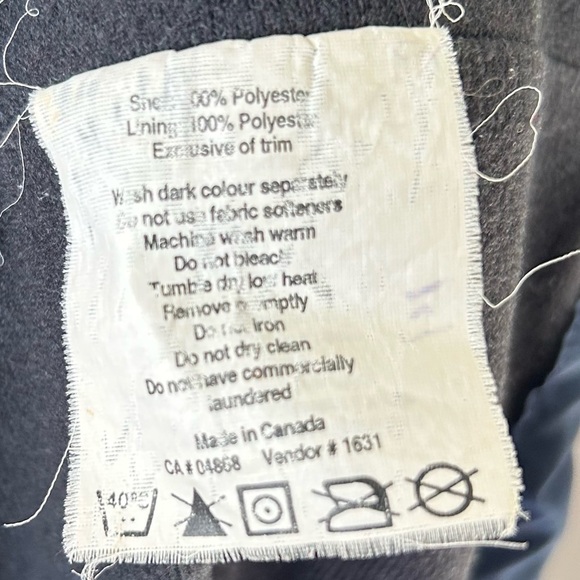 Shell 100% Polyester
Lining 100% Polyester
Exclusive of trim
Wash dark colour separately
Do not use fabric softeners
Machine wash warm
Do not bleach
Tumble dry low heat
Remove promptly
Do not Iron
Do not dry clean
Do not have commercially
laundered
Made in Canada
CA# 04868 Vendor # 1631
40°C